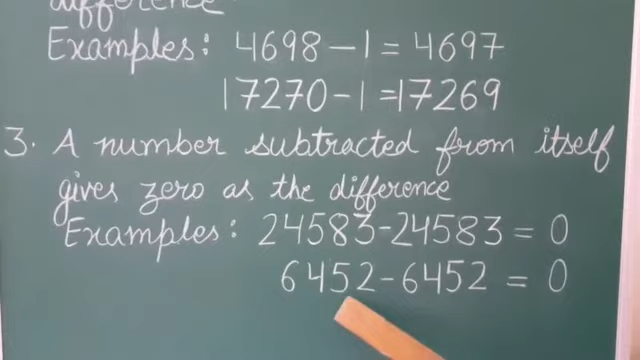 difference.
Examples: 4698-1 = 4697
17270-1 =17269
3. A number subtracted from itself
gives zero as the difference
Examples: 24583-24583 = 0
6452-6452 = 0